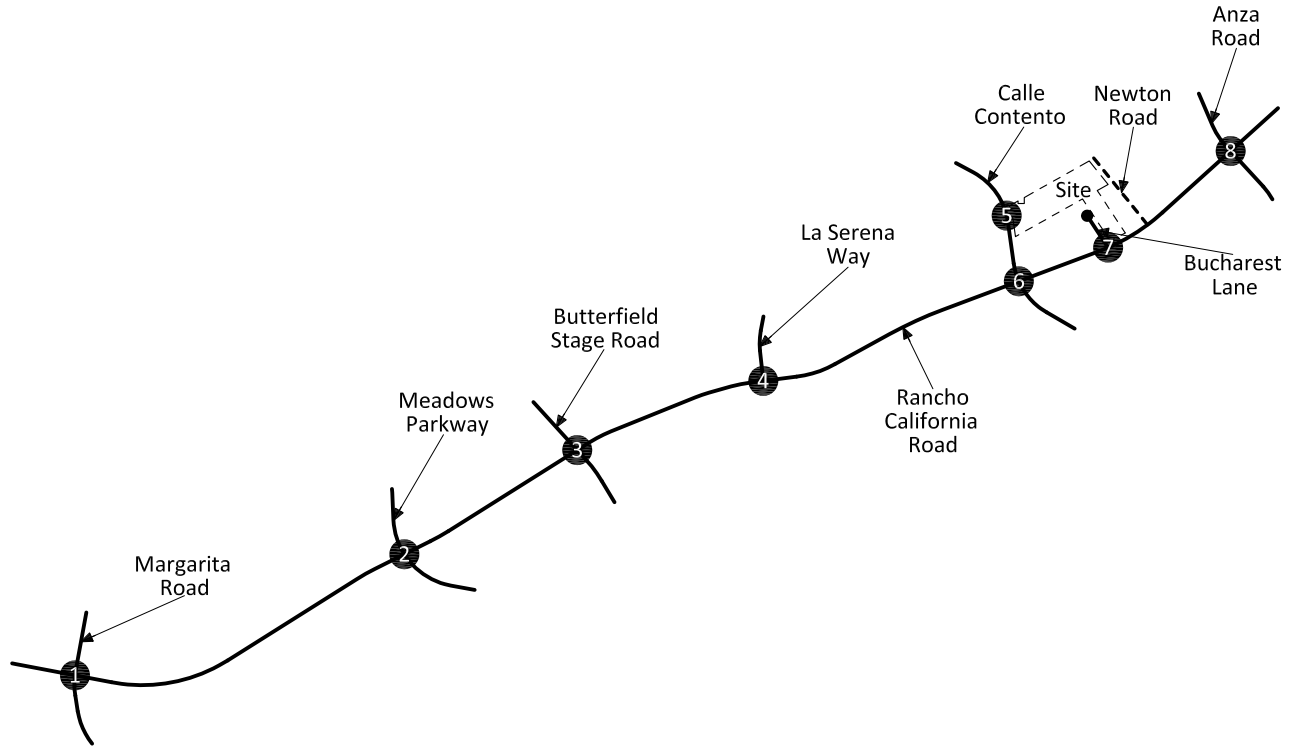 Anza
Road
Calle
Contento
Newton
Road
8
Site
5
La Serena
Way
7
Bucharest
Lane
6
Butterfield
Stage Road
4
Rancho
California
Road
Meadows
Parkway
3
2
Margarita
Road
1